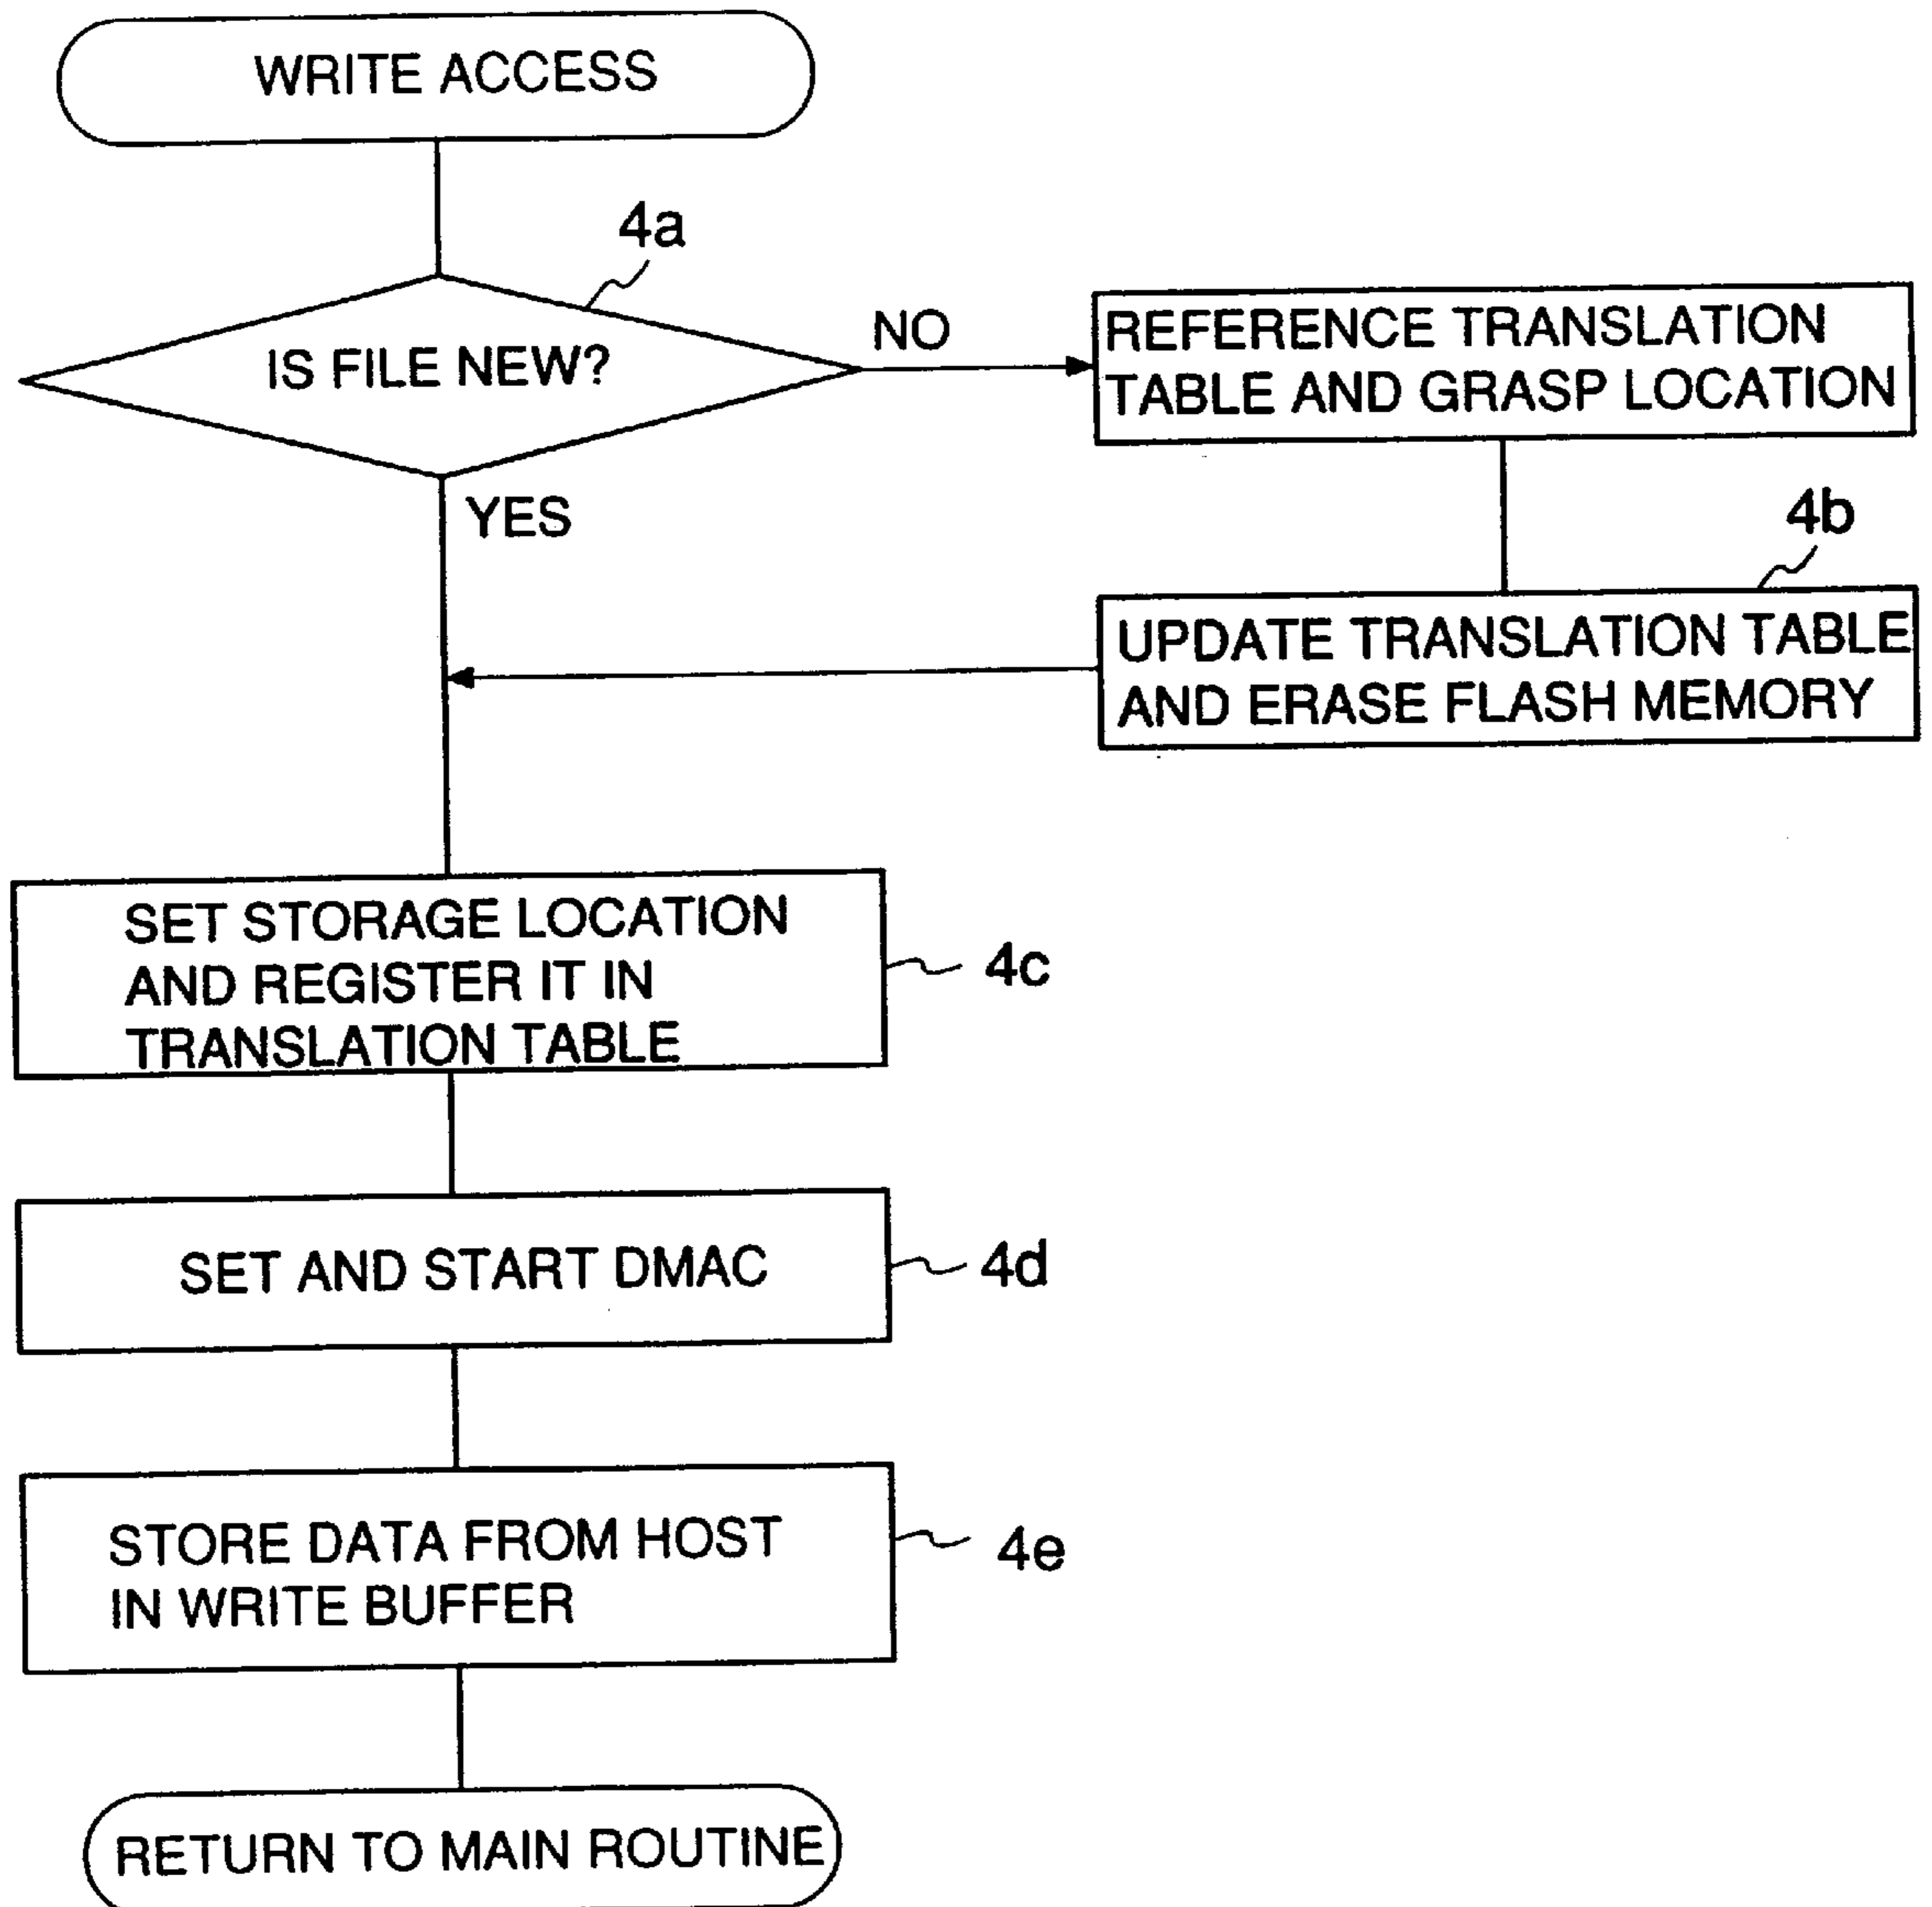 WRITE ACCESS
4a
IS FILE NEW?
NO
REFERENCE TRANSLATION
TABLE AND GRASP LOCATION
YES
4b
UPDATE TRANSLATION TABLE
AND ERASE FLASH MEMORY
SET STORAGE LOCATION
AND REGISTER IT IN
TRANSLATION TABLE
4c
SET AND START DMAC
4d
STORE DATA FROM HOST
IN WRITE BUFFER
4e
RETURN TO MAIN ROUTINE